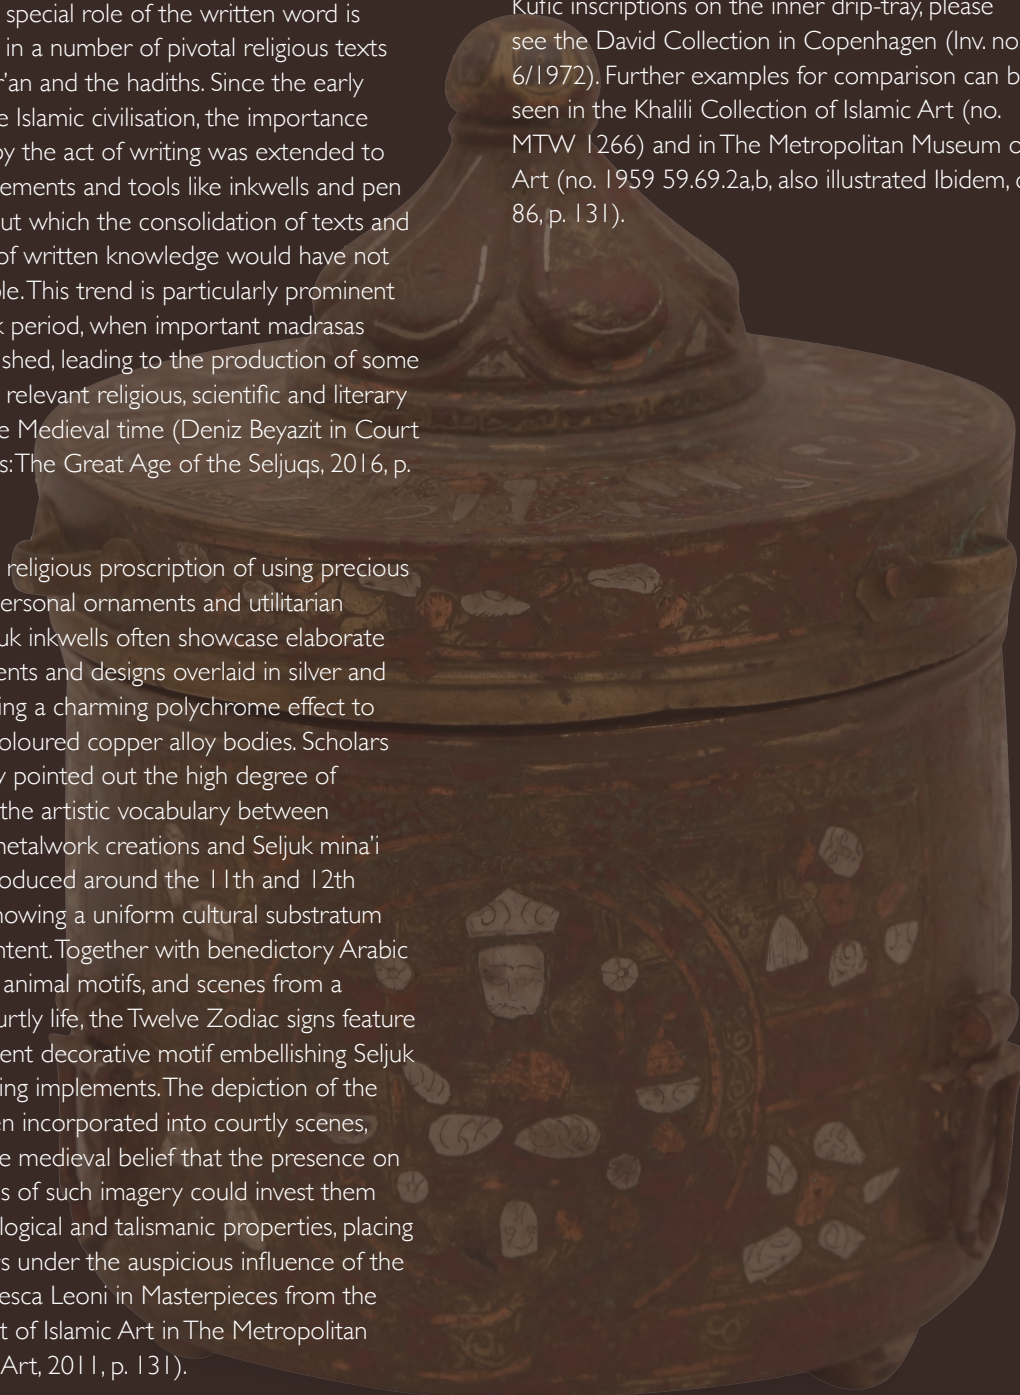 special role of the written word is
in a number of pivotal religious texts
r'an and the hadiths. Since the early
e Islamic civilisation, the importance
by the act of writing was extended to
ements and tools like inkwells and pen
ut which the consolidation of texts and
of written knowledge would have not
ole. This trend is particularly prominent
k period, when important madrasas
shed, leading to the production of some
relevant religious, scientific and literary
e Medieval time (Deniz Beyazit in Court
s: The Great Age of the Seljuqs, 2016, p.
religious proscription of using precious
ersonal ornaments and utilitarian
uk inkwells often showcase elaborate
ents and designs overlaid in silver and
ing a charming polychrome effect to
oloured copper alloy bodies. Scholars
y pointed out the high degree of
the artistic vocabulary between
netalwork creations and Seljuk mina'i
oduced around the 11th and 12th
howing a uniform cultural substratum
ntent. Together with benedictory Arabic
animal motifs, and scenes from a
urtly life, the Twelve Zodiac signs feature
ent decorative motif embellishing Seljuk
ing implements. The depiction of the
en incorporated into courtly scenes,
e medieval belief that the presence on
s of such imagery could invest them
logical and talismanic properties, placing
s under the auspicious influence of the
esca Leoni in Masterpieces from the
t of Islamic Art in The Metropolitan
Art, 2011, p. 131).
Kufic inscriptions on the inner drip-tray, please
see the David Collection in Copenhagen (Inv. no
6/1972). Further examples for comparison can b
seen in the Khalili Collection of Islamic Art (no.
MTW 1266) and in The Metropolitan Museum o
Art (no. 1959 59.69.2a,b, also illustrated Ibidem, c
86, p. 131).